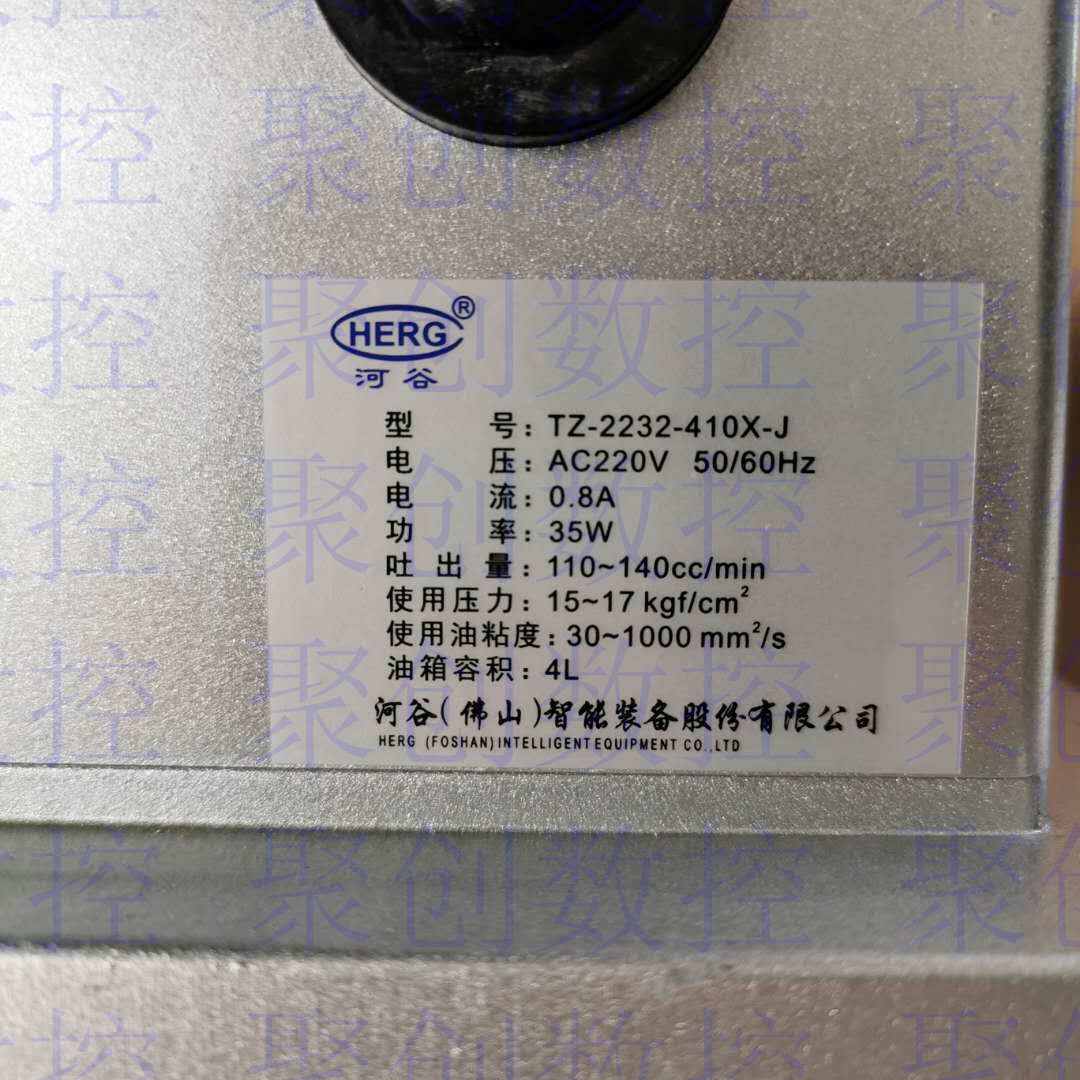 聚创数控
HERG®
河谷
型 号: TZ-2232-410X-J
电 压: AC220V 50/60Hz
电 流: 0.8A
功 率: 35W
吐 出 量: 110~140cc/min
使用压力: 15~17 kgf/cm²
使用油粘度: 30~1000 mm²/s
油箱容积: 4L
河谷(佛山)智能装备股份有限公司
HERG (FOSHAN) INTELLIGENT EQUIPMENT CO.,LTD